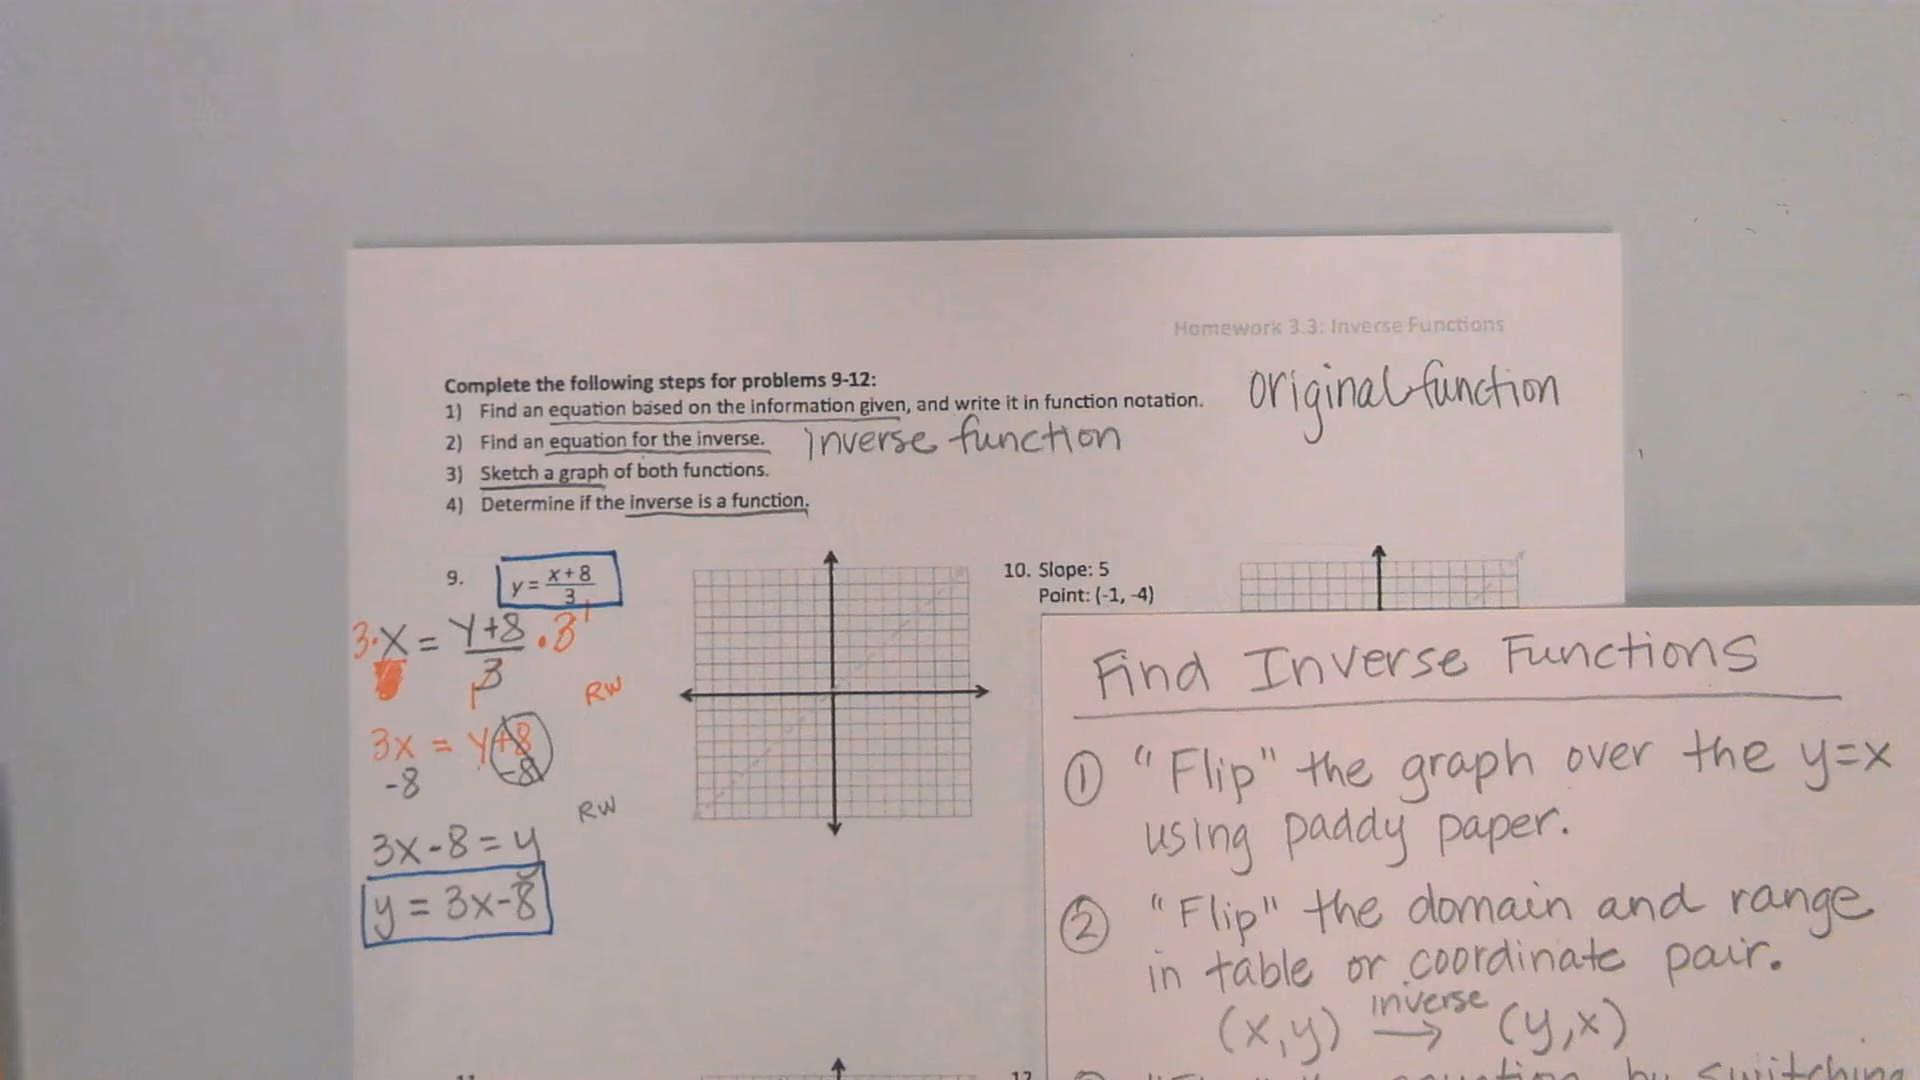 Homework 3.3: Inverse Functions
Complete the following steps for problems 9-12:
1) Find an equation based on the information given, and write it in function notation.
original function
2) Find an equation for the inverse.
inverse function
3) Sketch a graph of both functions.
4) Determine if the inverse is a function.
9. y = x+8 / 3
3·x = y+8 / 3 · 3
RW
3x = y+8
-8 -8
RW
3x-8 = y
y = 3x-8
10. Slope: 5
Point: (-1, -4)
Find Inverse Functions
① "Flip" the graph over the y=x
using paddy paper.
② "Flip" the domain and range
in table or coordinate pair.
inverse
(x,y) → (y,x)
by switching